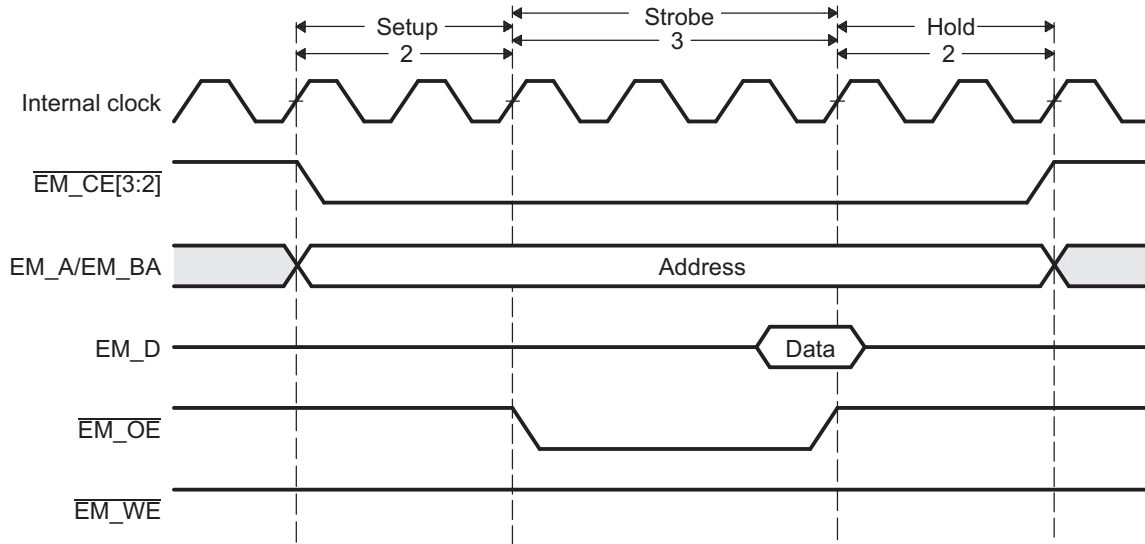 Setup
Strobe
Hold
2
3
2
Internal clock
EM_CE[3:2]
EM_A/EM_BA
Address
EM_D
Data
EM_OE
EM_WE